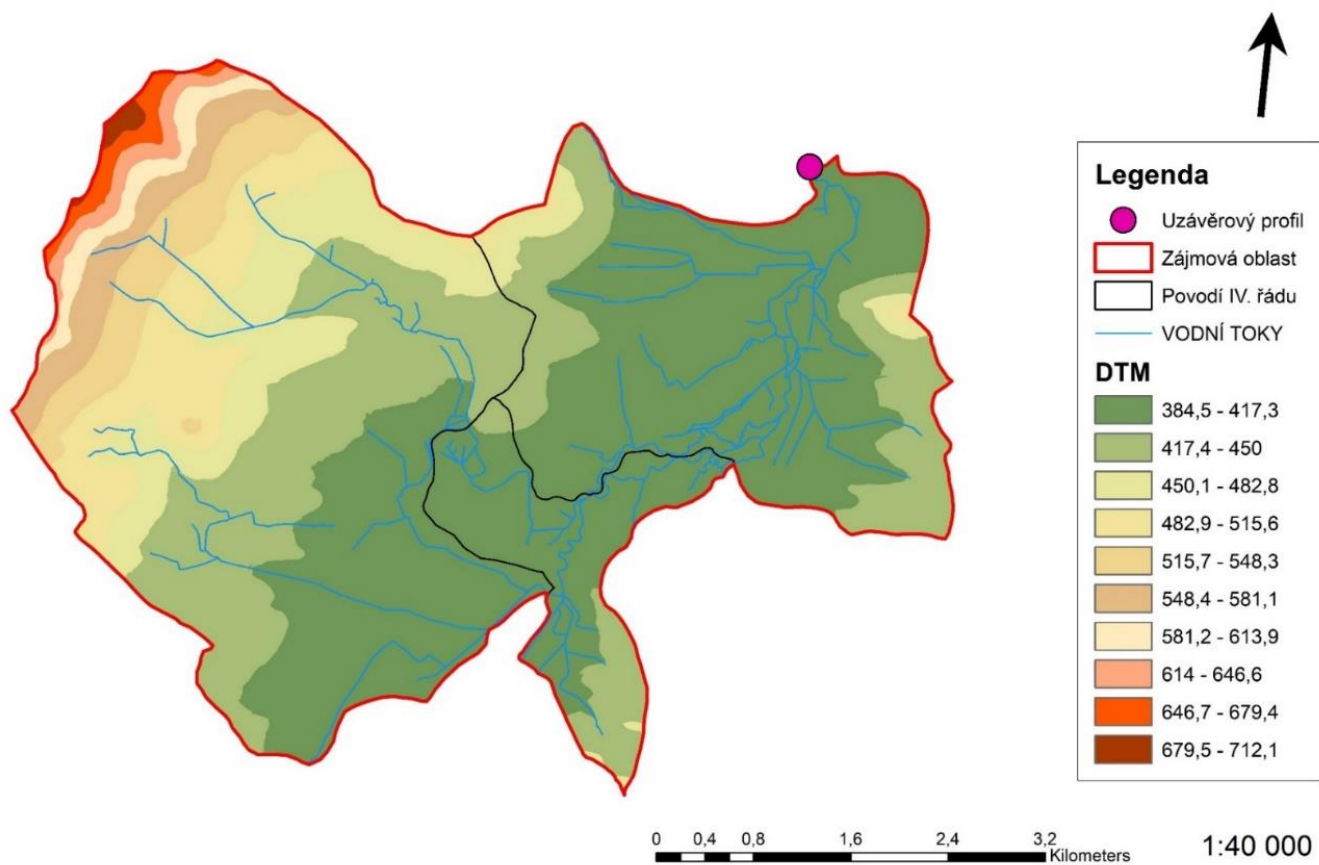 Legenda
Uzávěrový profil
Zájmová oblast
Povodí IV. řádu
VODNÍ TOKY
DTM
384,5 - 417,3
417,4 - 450
450,1 - 482,8
482,9 - 515,6
515,7 - 548,3
548,4 - 581,1
581,2 - 613,9
614 - 646,6
646,7 - 679,4
679,5 - 712,1
0 0,4 0,8 1,6 2,4 3,2
Kilometers
1:40 000